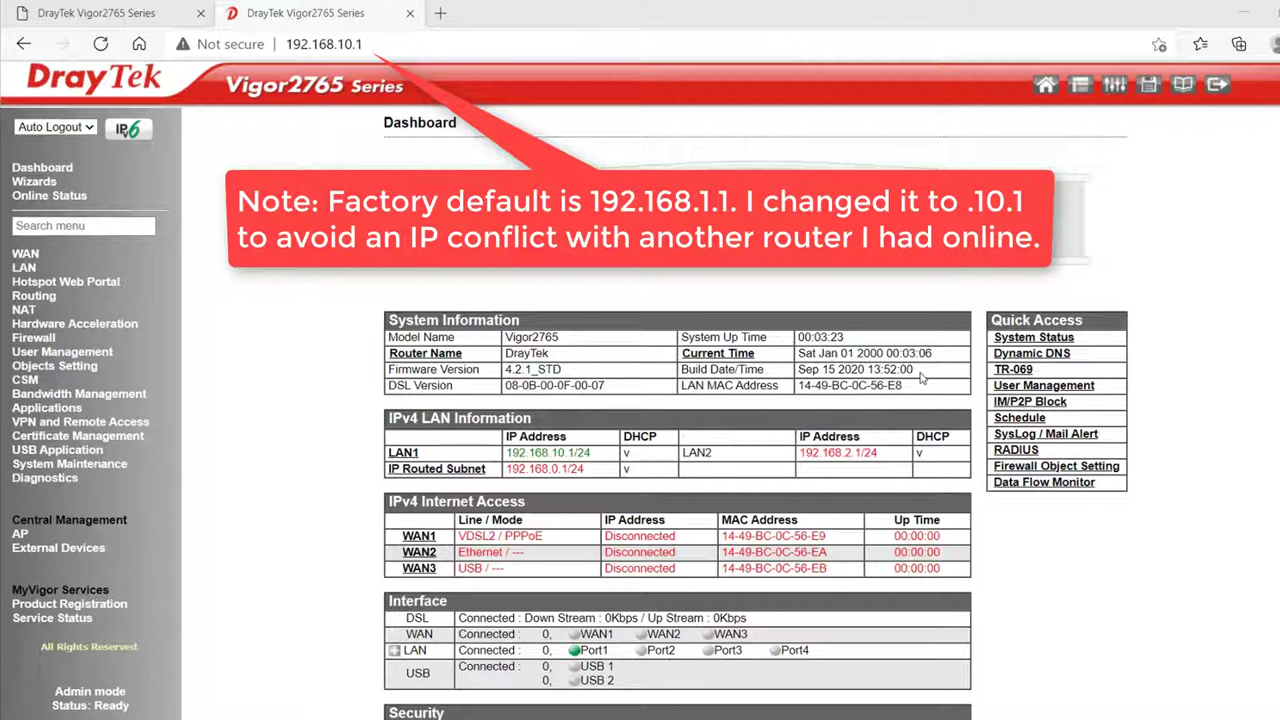 DrayTek Vigor2765 Series
DrayTek Vigor2765 Series
Not secure
192.168.10.1
DrayTek
Vigor2765 Series
Auto Logout
IPv6
Dashboard
Wizards
Online Status
Search menu
WAN
LAN
Hotspot Web Portal
Routing
NAT
Hardware Acceleration
Firewall
User Management
Objects Setting
CSM
Bandwidth Management
Applications
VPN and Remote Access
Certificate Management
USB Application
System Maintenance
Diagnostics
Central Management
AP
External Devices
MyVigor Services
Product Registration
Service Status
All Rights Reserved.
Admin mode
Status: Ready
Dashboard
Note: Factory default is 192.168.1.1. I changed it to .10.1
to avoid an IP conflict with another router I had online.
System Information
Model Name Vigor2765 System Up Time 00:03:23
Router Name DrayTek Current Time Sat Jan 01 2000 00:03:06
Firmware Version 4.2.1_STD Build Date/Time Sep 15 2020 13:52:00
DSL Version 08-0B-00-0F-00-07 LAN MAC Address 14-49-BC-0C-56-E8
IPv4 LAN Information
IP Address DHCP IP Address DHCP
LAN1 192.168.10.1/24 v LAN2 192.168.2.1/24 v
IP Routed Subnet 192.168.0.1/24 v
IPv4 Internet Access
Line / Mode IP Address MAC Address Up Time
WAN1 VDSL2 / PPPoE Disconnected 14-49-BC-0C-56-E9 00:00:00
WAN2 Ethernet / --- Disconnected 14-49-BC-0C-56-EA 00:00:00
WAN3 USB / --- Disconnected 14-49-BC-0C-56-EB 00:00:00
Interface
DSL Connected : Down Stream : 0Kbps / Up Stream : 0Kbps
WAN Connected : 0, WAN1 WAN2 WAN3
LAN Connected : 0, Port1 Port2 Port3 Port4
USB Connected : 0, USB 1
0, USB 2
Security
Quick Access
System Status
Dynamic DNS
TR-069
User Management
IM/P2P Block
Schedule
SysLog / Mail Alert
RADIUS
Firewall Object Setting
Data Flow Monitor